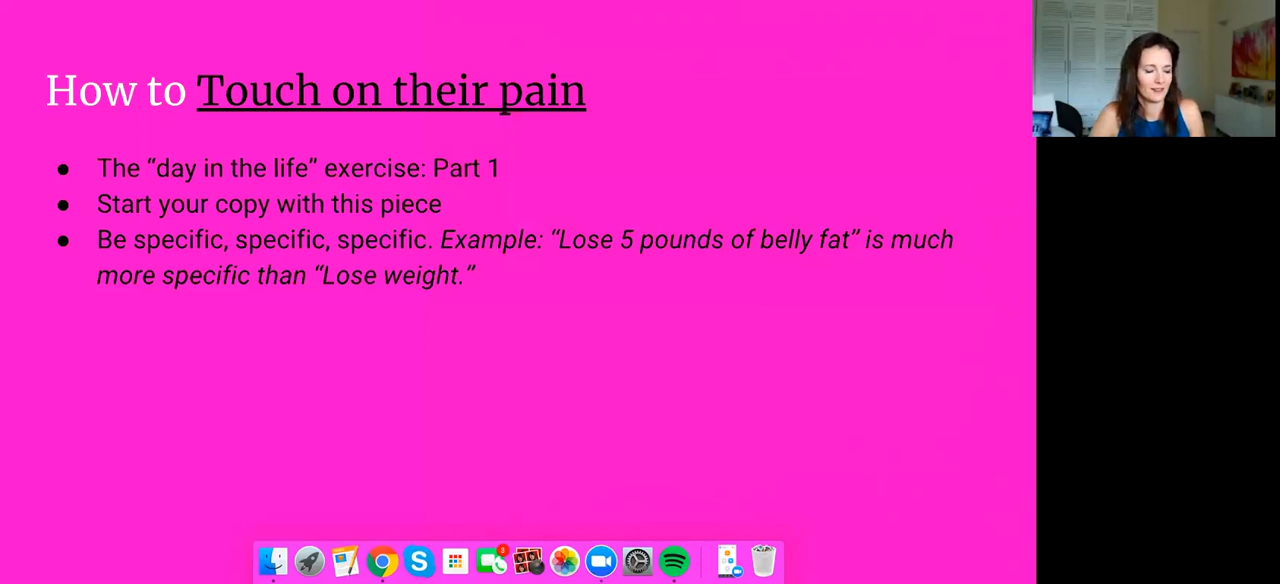 How to Touch on their pain
● The “day in the life” exercise: Part 1
● Start your copy with this piece
● Be specific, specific, specific. Example: “Lose 5 pounds of belly fat” is much
more specific than “Lose weight.”
3